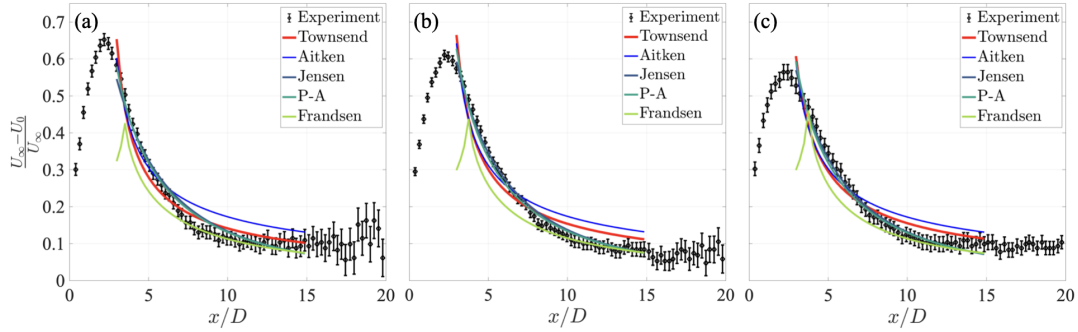 (a)
(b)
(c)
Experiment
Townsend
Aitken
Jensen
P-A
Frandsen
Experiment
Townsend
Aitken
Jensen
P-A
Frandsen
Experiment
Townsend
Aitken
Jensen
P-A
Frandsen
U∞−U0
U∞
0.7
0.6
0.5
0.4
0.3
0.2
0.1
0
0 5 10 15 20
0 5 10 15 20
0 5 10 15 20
x/D
x/D
x/D